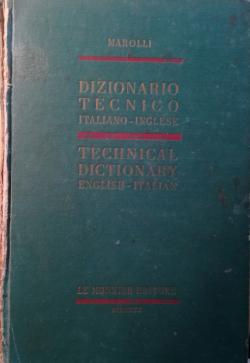 MAROLLI
DIZIONARIO
TECNICO
ITALIANO - INGLESE
TECHNICAL
DICTIONARY
ENGLISH - ITALIAN
LE MONNIER EDITORE